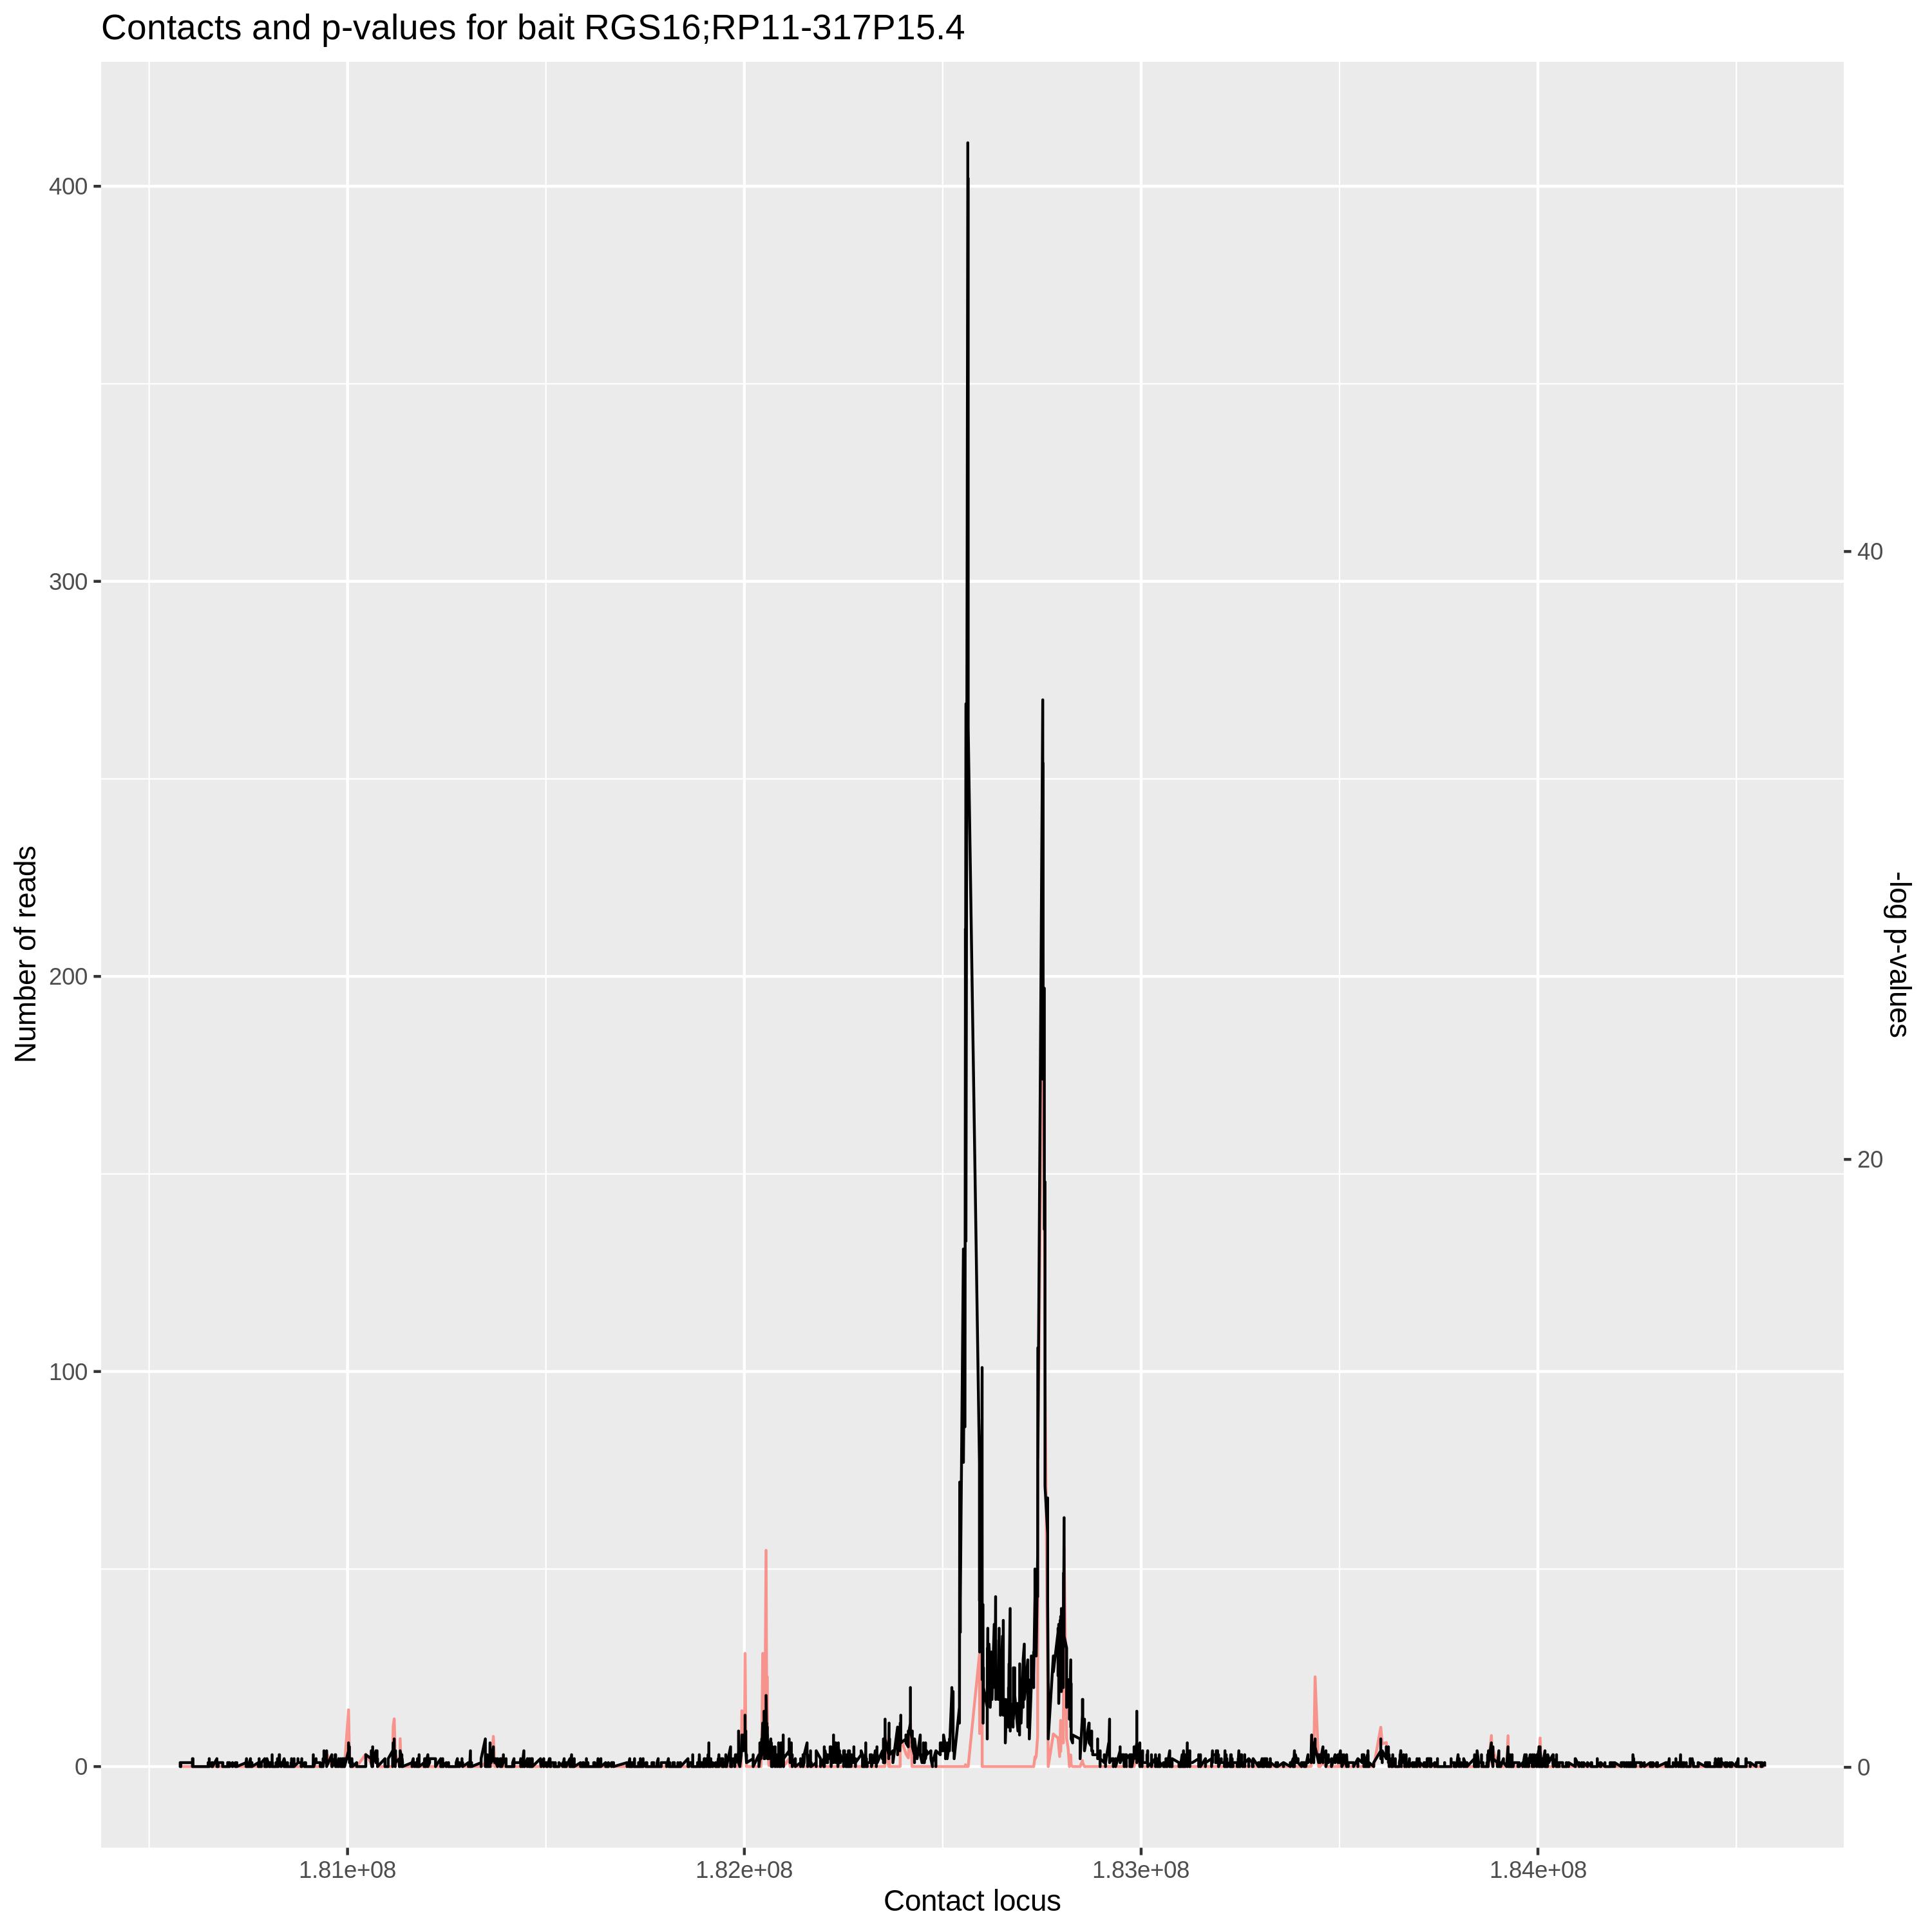 Contacts and p-values for bait RGS16;RP11-317P15.4
400
300
200
100
0
Number of reads
40
20
0
-log p-values
1.81e+08
1.82e+08
1.83e+08
1.84e+08
Contact locus